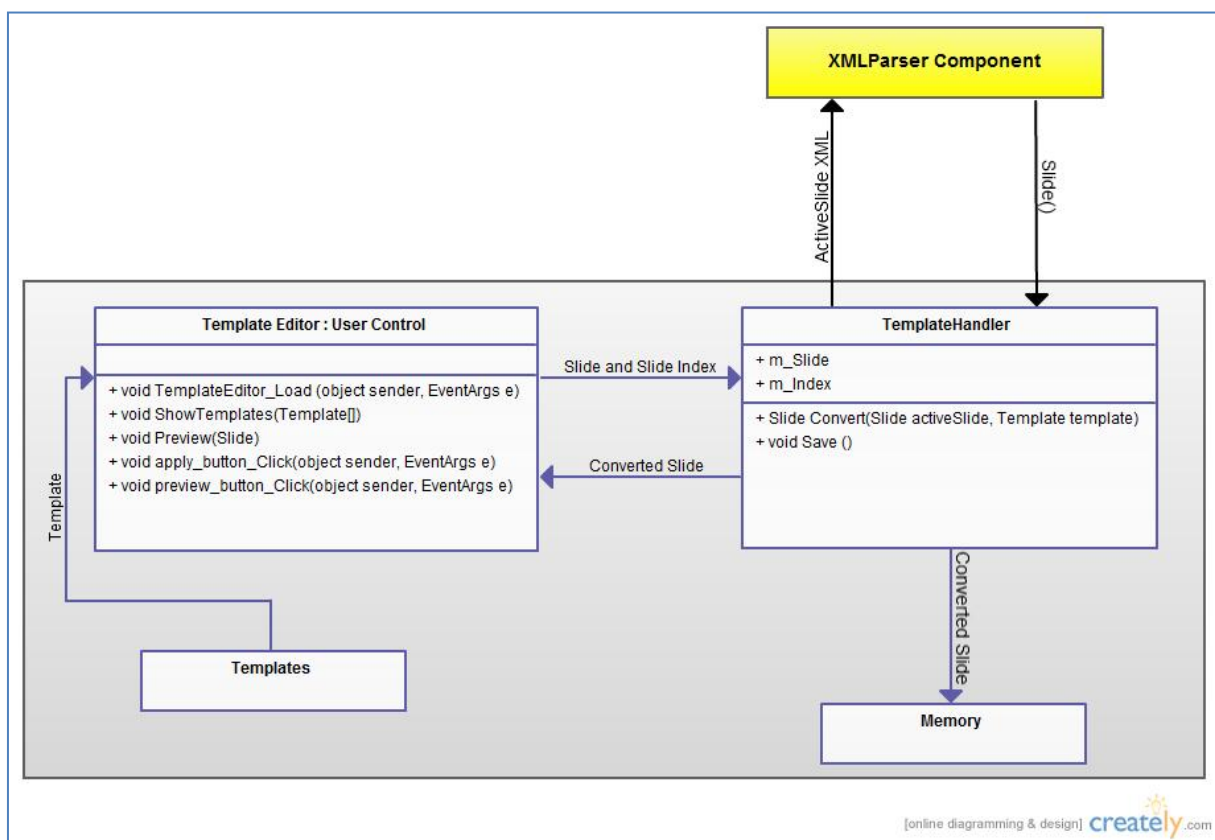 XMLParser Component
ActiveSlide XML
Slide()
Template Editor : User Control
+ void TemplateEditor_Load (object sender, EventArgs e)
+ void ShowTemplates(Template[])
+ void Preview(Slide)
+ void apply_button_Click(object sender, EventArgs e)
+ void preview_button_Click(object sender, EventArgs e)
Slide and Slide Index
Converted Slide
TemplateHandler
+ m_Slide
+ m_Index
+ Slide Convert(Slide activeSlide, Template template)
+ void Save ()
Template
Templates
Converted Slide
Memory
[online diagramming & design] creately.com